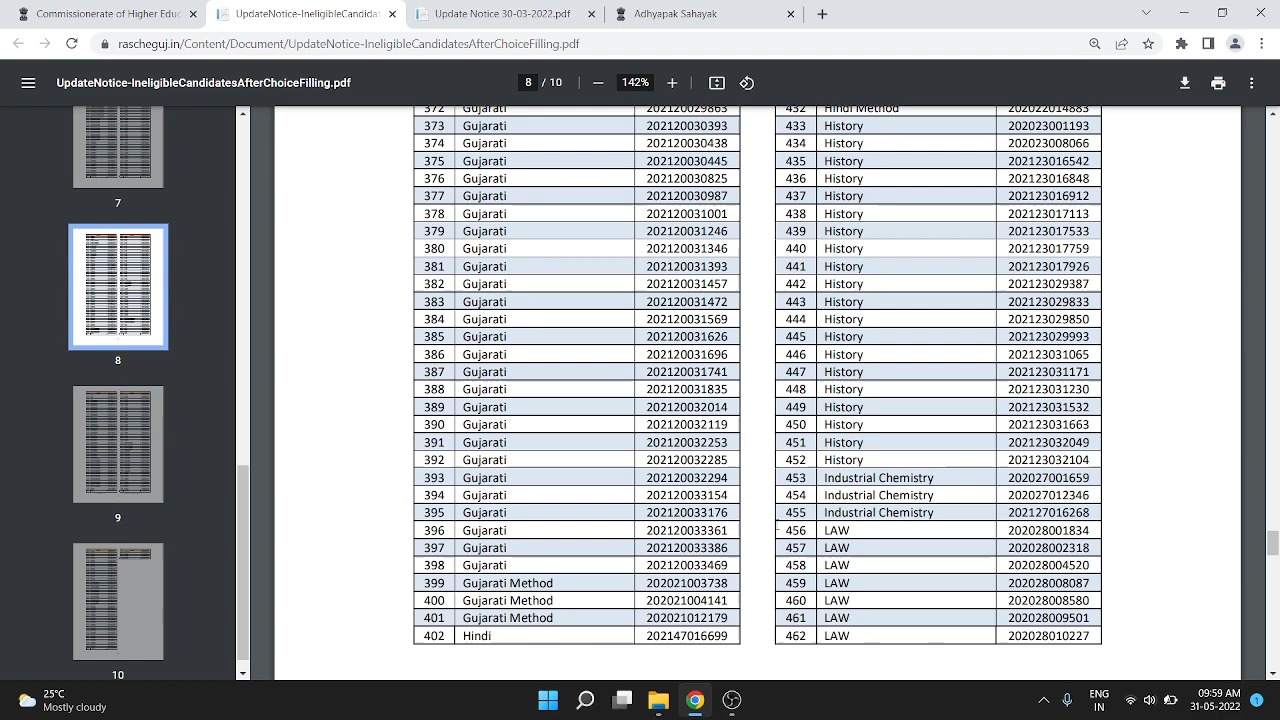 Commissionerate of Higher Educ
UpdateNotice-IneligibleCandidat
Update Notice 30-03-2022.pdf
Adhyapak Sahayak
rascheguj.in/Content/Document/UpdateNotice-IneligibleCandidatesAfterChoiceFilling.pdf
UpdateNotice-IneligibleCandidatesAfterChoiceFilling.pdf
8 / 10
142%
7
8
9
10
372 Gujarati 202120029863
373 Gujarati 202120030393
374 Gujarati 202120030438
375 Gujarati 202120030445
376 Gujarati 202120030825
377 Gujarati 202120030987
378 Gujarati 202120031001
379 Gujarati 202120031246
380 Gujarati 202120031346
381 Gujarati 202120031393
382 Gujarati 202120031457
383 Gujarati 202120031472
384 Gujarati 202120031569
385 Gujarati 202120031626
386 Gujarati 202120031696
387 Gujarati 202120031741
388 Gujarati 202120031835
389 Gujarati 202120032014
390 Gujarati 202120032119
391 Gujarati 202120032253
392 Gujarati 202120032285
393 Gujarati 202120032294
394 Gujarati 202120033154
395 Gujarati 202120033176
396 Gujarati 202120033361
397 Gujarati 202120033386
398 Gujarati 202120033469
399 Gujarati Method 202021003738
400 Gujarati Method 202021004141
401 Gujarati Method 202021012179
402 Hindi 202147016699
432 Hindi Method 202022014883
433 History 202023001193
434 History 202023008066
435 History 202123016542
436 History 202123016848
437 History 202123016912
438 History 202123017113
439 History 202123017533
440 History 202123017759
441 History 202123017926
442 History 202123029387
443 History 202123029833
444 History 202123029850
445 History 202123029993
446 History 202123031065
447 History 202123031171
448 History 202123031230
449 History 202123031532
450 History 202123031663
451 History 202123032049
452 History 202123032104
453 Industrial Chemistry 202027001659
454 Industrial Chemistry 202027012346
455 Industrial Chemistry 202127016268
456 LAW 202028001834
457 LAW 202028002318
458 LAW 202028004520
459 LAW 202028008087
460 LAW 202028008580
461 LAW 202028009501
462 LAW 202028010227
25°C
Mostly cloudy
ENG
IN
09:59 AM
31-05-2022
1